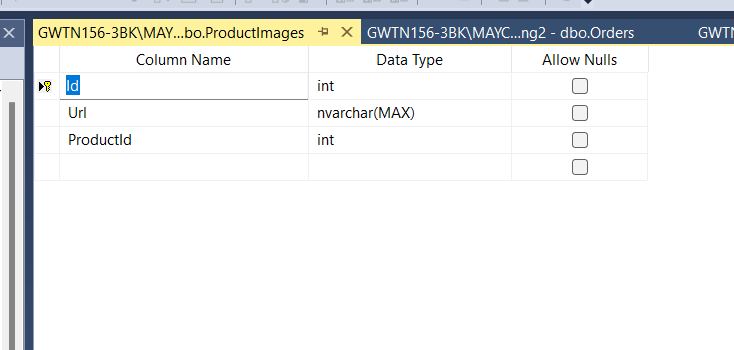 GWTN156-3BK\MAY...bo.ProductImages
GWTN156-3BK\MAYC...ng2 - dbo.Orders
GWTN
Column Name Data Type Allow Nulls
Id int
Url nvarchar(MAX)
ProductId int